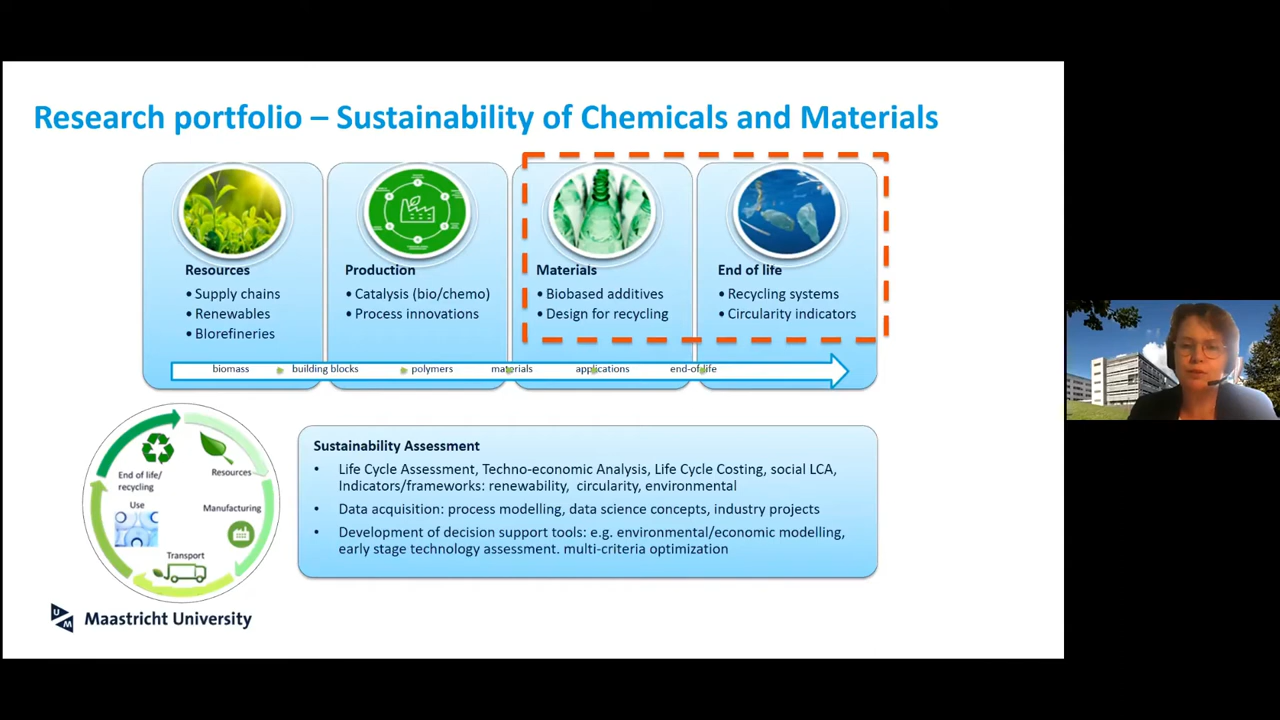 Research portfolio – Sustainability of Chemicals and Materials
Resources
• Supply chains
• Renewables
• BIorefineries
Production
• Catalysis (bio/chemo)
• Process innovations
Materials
• Biobased additives
• Design for recycling
End of life
• Recycling systems
• Circularity indicators
biomass building blocks polymers materials applications end-of-life
End of life/
recycling
Resources
Use
Manufacturing
Transport
Sustainability Assessment
• Life Cycle Assessment, Techno-economic Analysis, Life Cycle Costing, social LCA,
Indicators/frameworks: renewability, circularity, environmental
• Data acquisition: process modelling, data science concepts, industry projects
• Development of decision support tools: e.g. environmental/economic modelling,
early stage technology assessment. multi-criteria optimization
UM Maastricht University